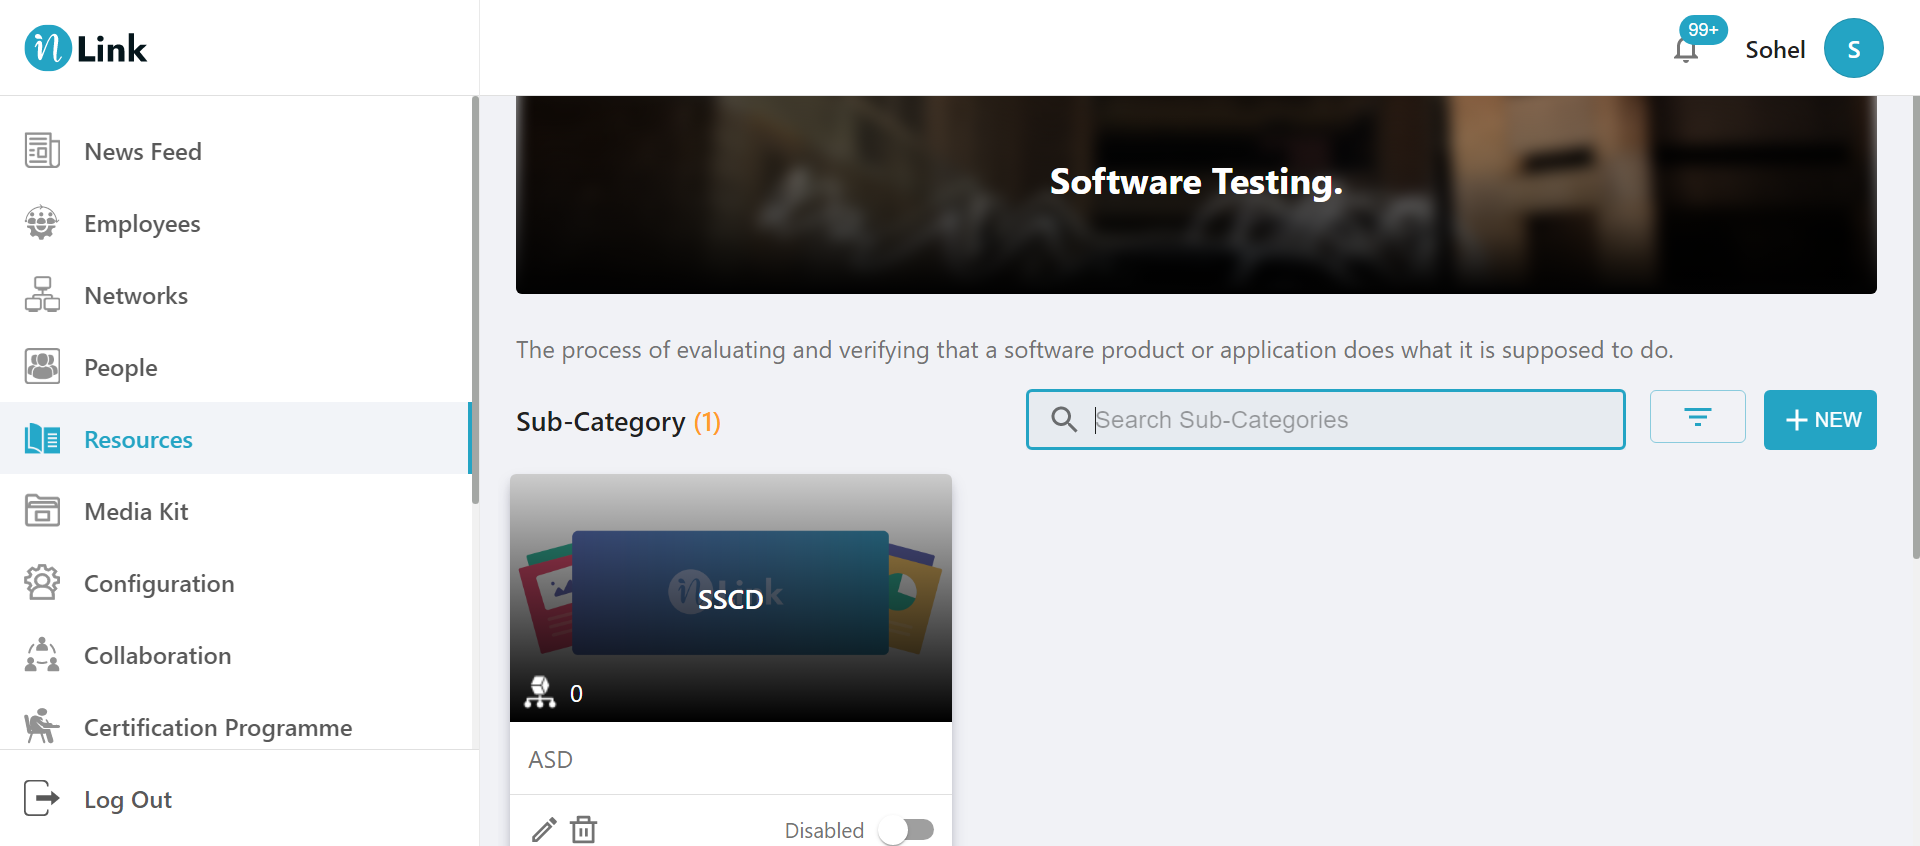 Link
99+
Sohel
S
News Feed
Employees
Networks
People
Resources
Media Kit
Configuration
Collaboration
Certification Programme
Log Out
Software Testing.
The process of evaluating and verifying that a software product or application does what it is supposed to do.
Sub-Category (1)
Search Sub-Categories
NEW
SSCD
0
ASD
Disabled